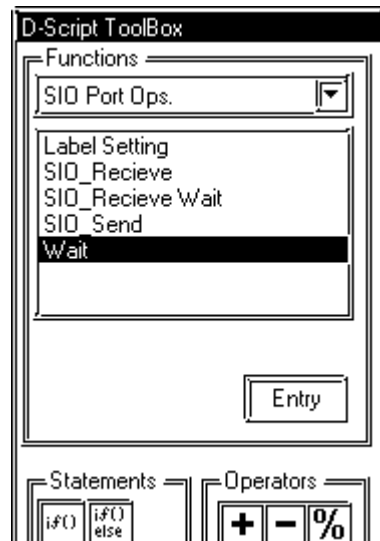 D-Script ToolBox
Functions
SIO Port Ops.
Label Setting
SIO_Recieve
SIO_Recieve Wait
SIO_Send
Wait
Entry
Statements
Operators
if()
if()
else
+ - %